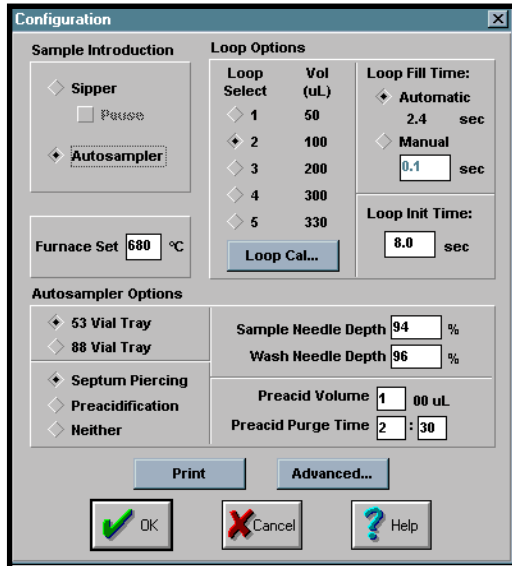 Configuration
Sample Introduction
Sipper
Pause
Autosampler
Furnace Set 680 °C
Loop Options
Loop Select Vol (uL)
1 50
2 100
3 200
4 300
5 330
Loop Cal...
Loop Fill Time:
Automatic
2.4 sec
Manual
0.1 sec
Loop Init Time:
8.0 sec
Autosampler Options
53 Vial Tray
88 Vial Tray
Septum Piercing
Preacidification
Neither
Sample Needle Depth 94 %
Wash Needle Depth 96 %
Preacid Volume 1 00 uL
Preacid Purge Time 2 : 30
Print Advanced...
OK Cancel Help